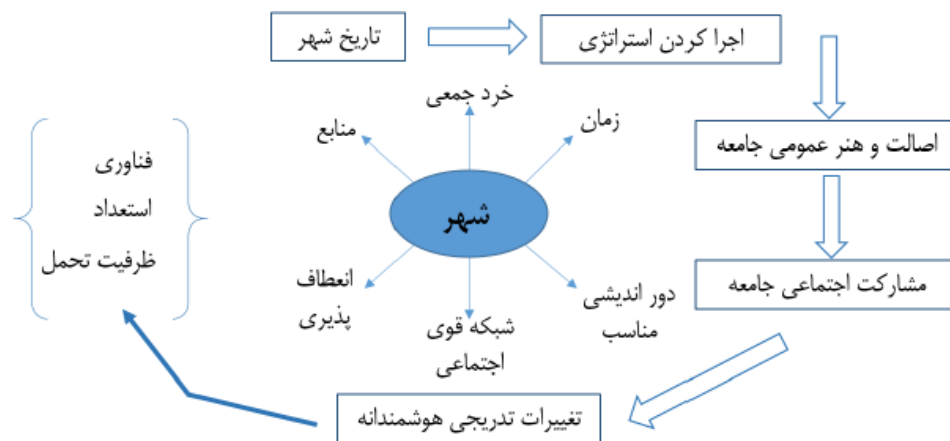 تاریخ شهر
اجرا کردن استراتژی
اصالت و هنر عمومی جامعه
مشارکت اجتماعی جامعه
تغییرات تدریجی هوشمندانه
فناوری
استعداد
ظرفیت تحمل
شهر
خرد جمعی
زمان
دور اندیشی
مناسب
شبکه قوی
اجتماعی
انعطاف
پذیری
منابع